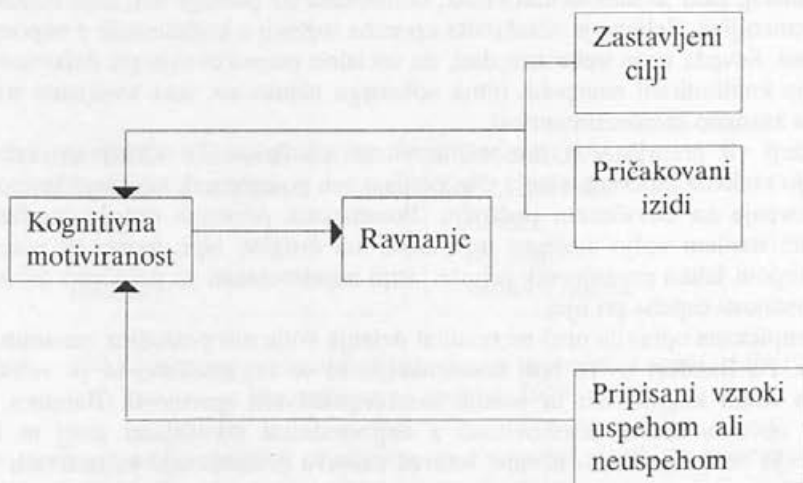 Zastavljeni
cilji
Pričakovani
izidi
Kognitivna
motiviranost
Ravnanje
Pripisani vzroki
uspehom ali
neuspehom